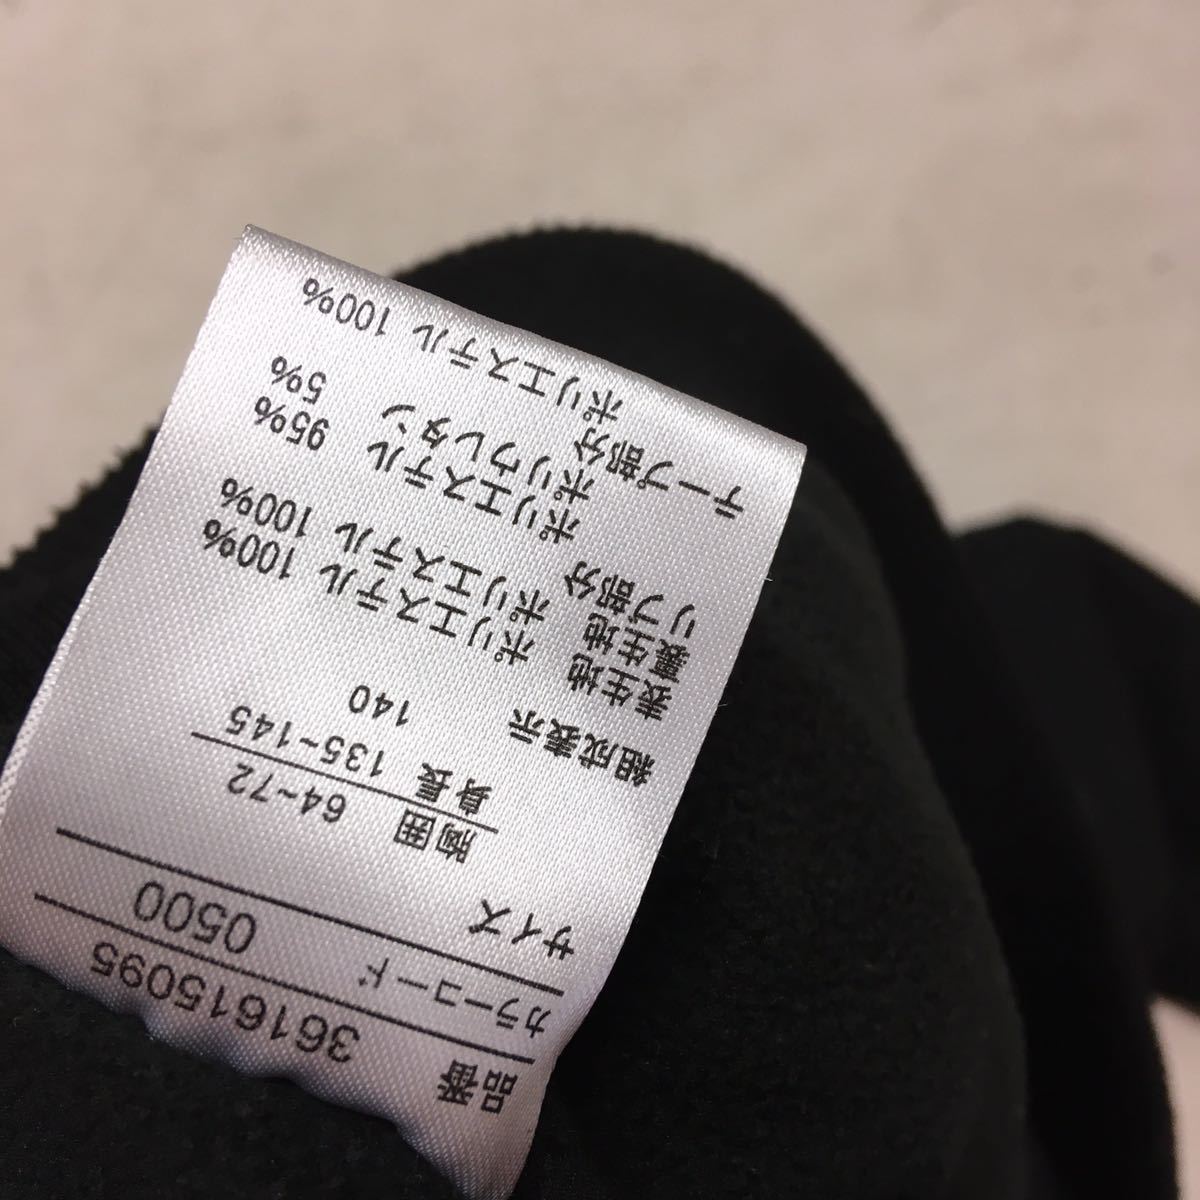 品番
361615095
カラーコード 0500
サイズ
胸囲 64~72
身長 135~145
140
組成表示
表生地 ポリエステル 100%
裏生地 ポリエステル 100%
リブ部分
ポリエステル 95%
ポリウレタン 5%
テープ部分
ポリエステル 100%